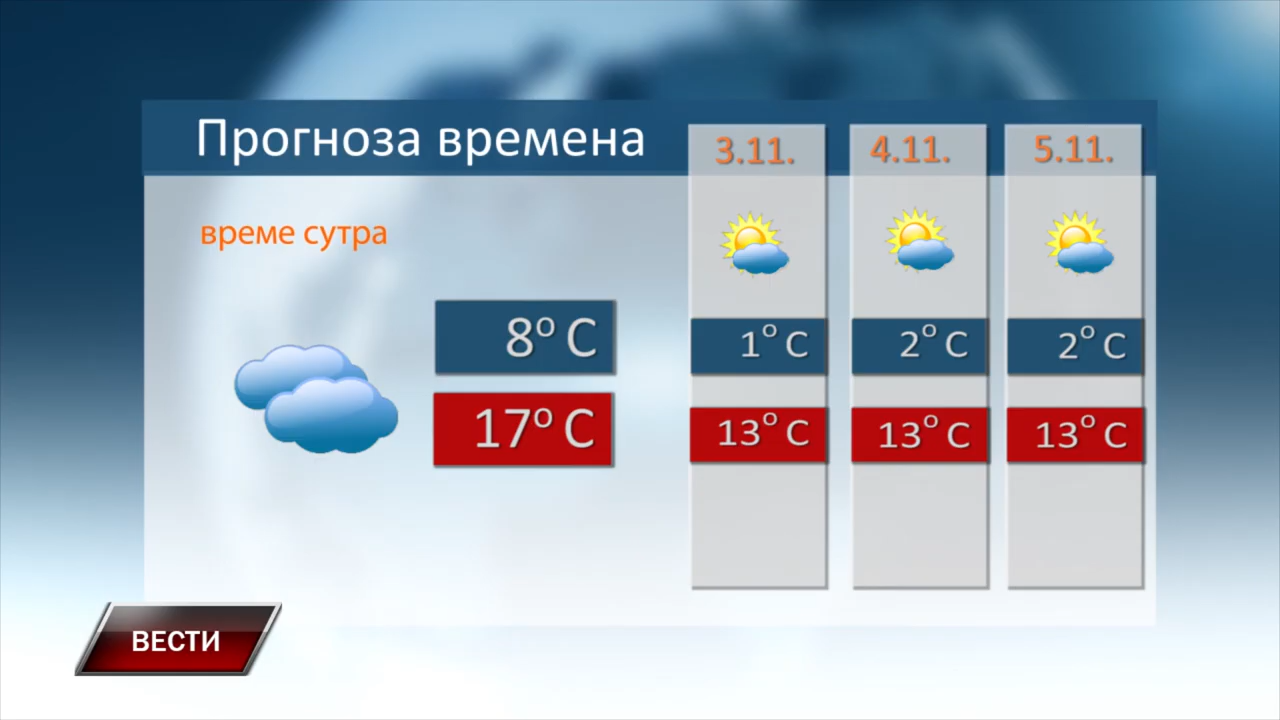 Прогноза времена
време сутра
8° C
17° C
3.11.
1° C
13° C
4.11.
2° C
13° C
5.11.
2° C
13° C
ВЕСТИ